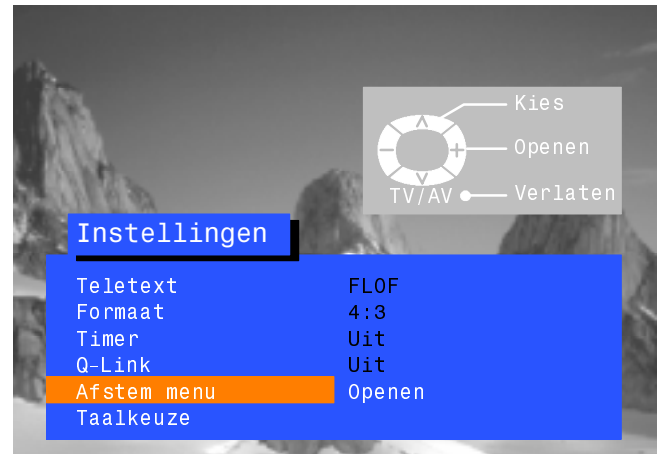 Kies
Openen
TV/AV Verlaten
Instellingen
Teletext FLOF
Formaat 4:3
Timer Uit
Q-Link Uit
Afstem menu Openen
Taalkeuze